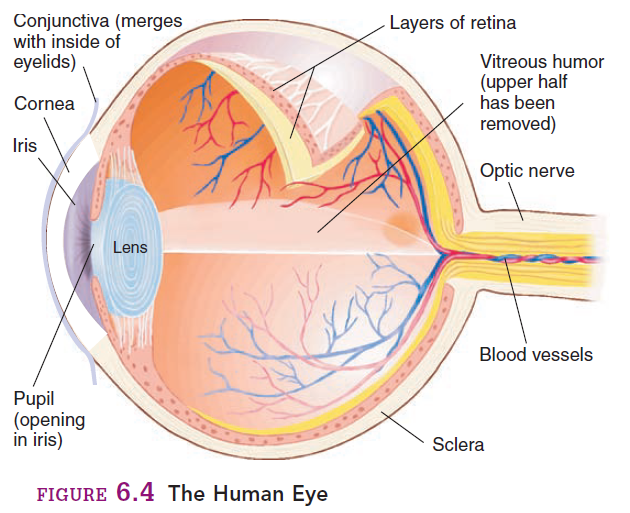 Conjunctiva (merges
with inside of
eyelids)
Cornea
Iris
Layers of retina
Vitreous humor
(upper half
has been
removed)
Optic nerve
Lens
Blood vessels
Pupil
(opening
in iris)
Sclera
FIGURE 6.4 The Human Eye